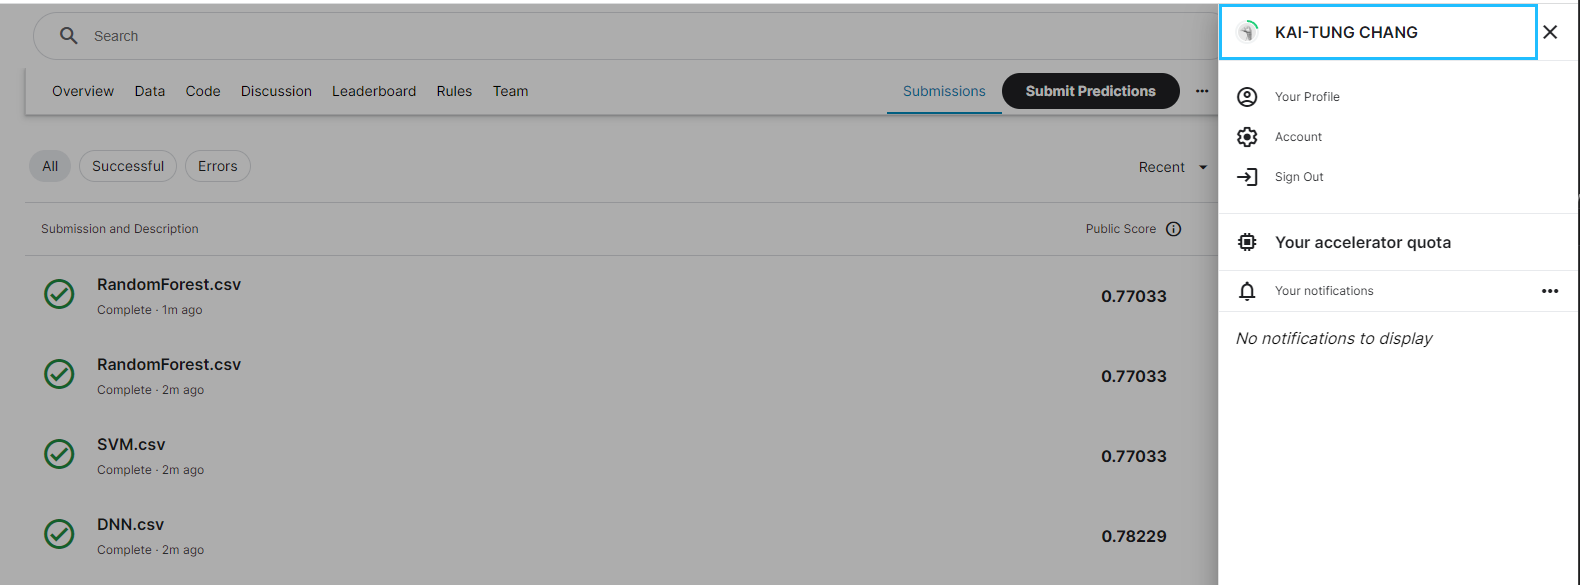 Search
Overview Data Code Discussion Leaderboard Rules Team Submissions Submit Predictions
All Successful Errors Recent
Submission and Description Public Score
RandomForest.csv
Complete · 1m ago
0.77033
RandomForest.csv
Complete · 2m ago
0.77033
SVM.csv
Complete · 2m ago
0.77033
DNN.csv
Complete · 2m ago
0.78229
KAI-TUNG CHANG
Your Profile
Account
Sign Out
Your accelerator quota
Your notifications
No notifications to display